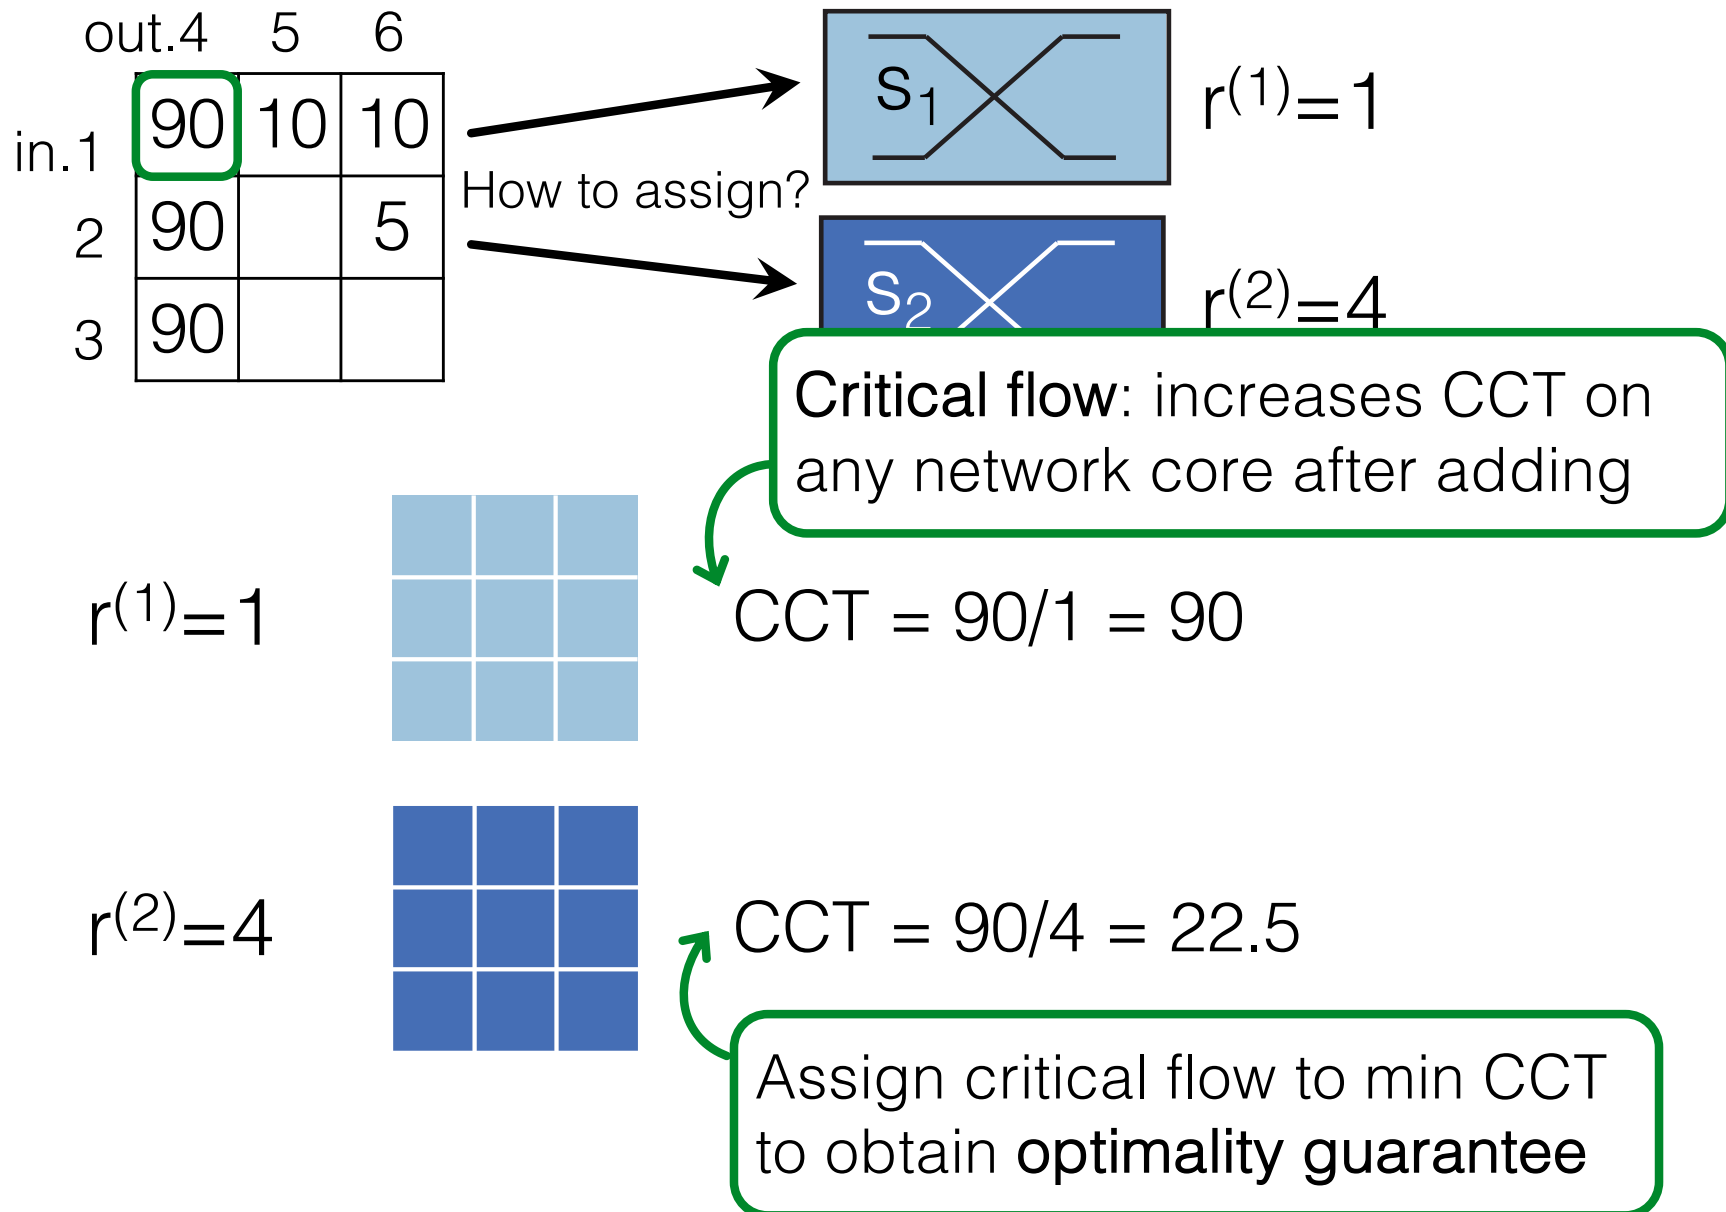 out.4 5 6
in.1 90 10 10
2 90 5
3 90
How to assign?
S₁
r⁽¹⁾=1
S₂
r⁽²⁾=4
Critical flow: increases CCT on
any network core after adding
r⁽¹⁾=1
CCT = 90/1 = 90
r⁽²⁾=4
CCT = 90/4 = 22.5
Assign critical flow to min CCT
to obtain optimality guarantee